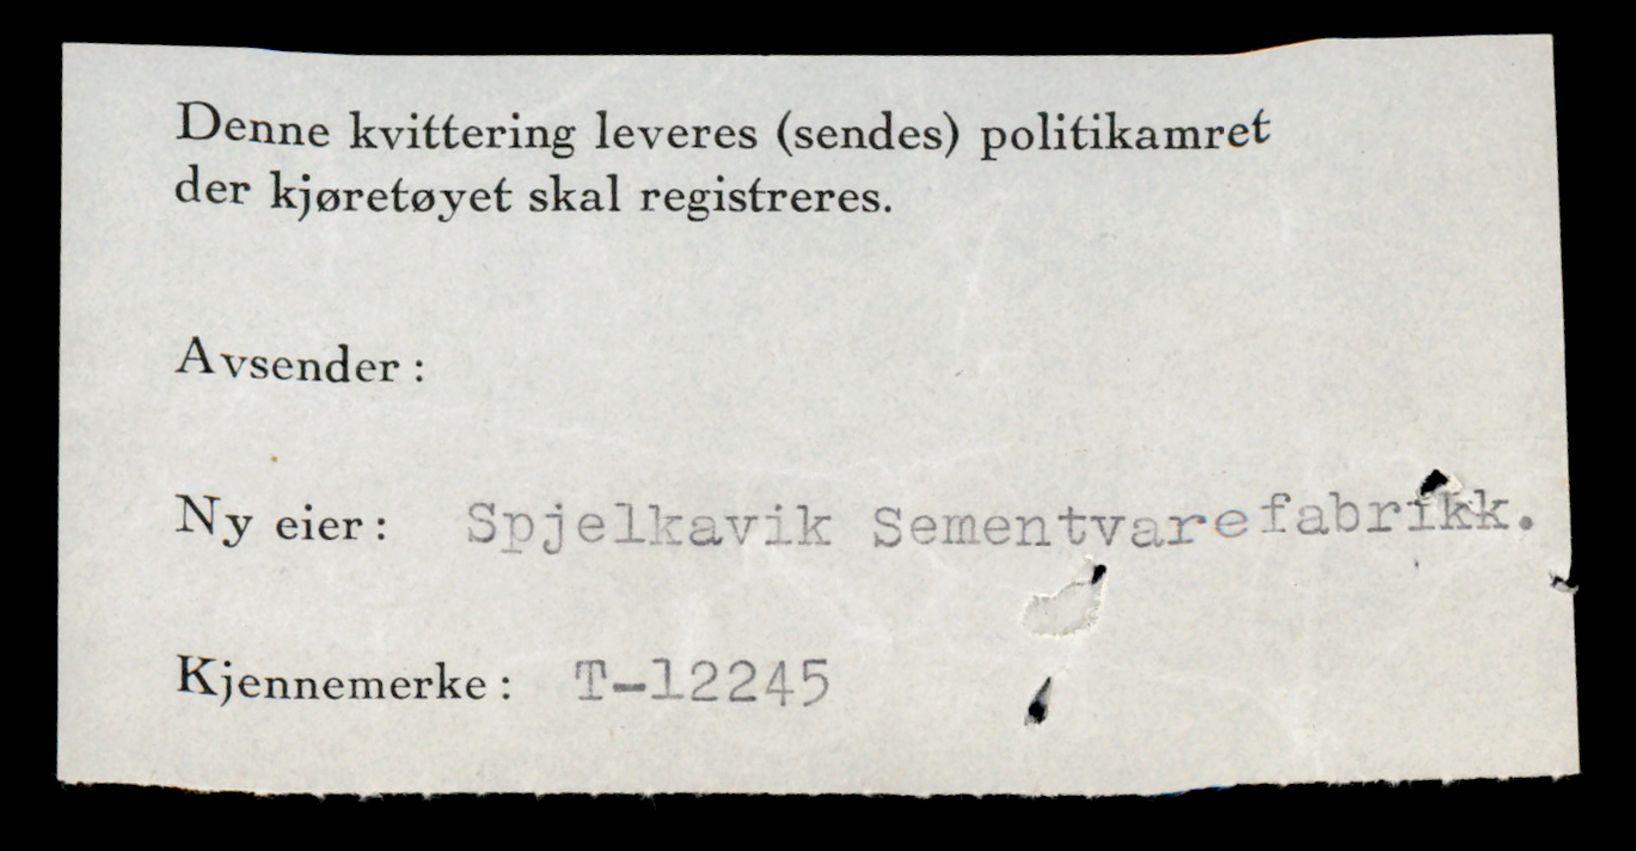 Denne kvittering leveres (sendes) politikamret
der kjøretøyet skal registreres.
Avsender:
Ny eier: Spjelkavik Sementvarefabrikk.
Kjennemerke: T-12245